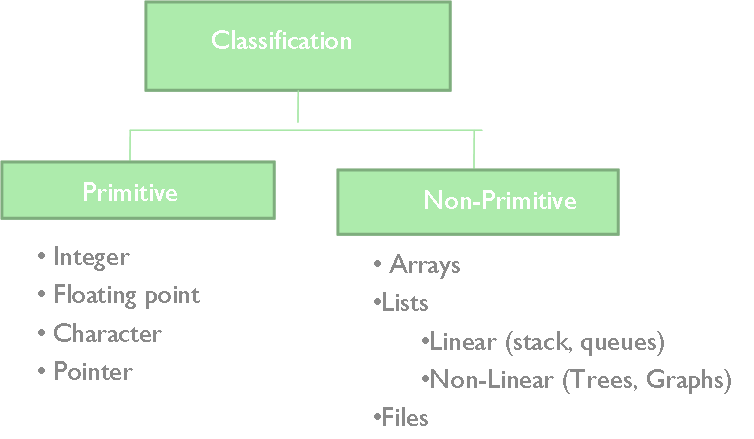 Classification
Primitive
Non-Primitive
• Integer
• Floating point
• Character
• Pointer
• Arrays
•Lists
•Linear (stack, queues)
•Non-Linear (Trees, Graphs)
•Files